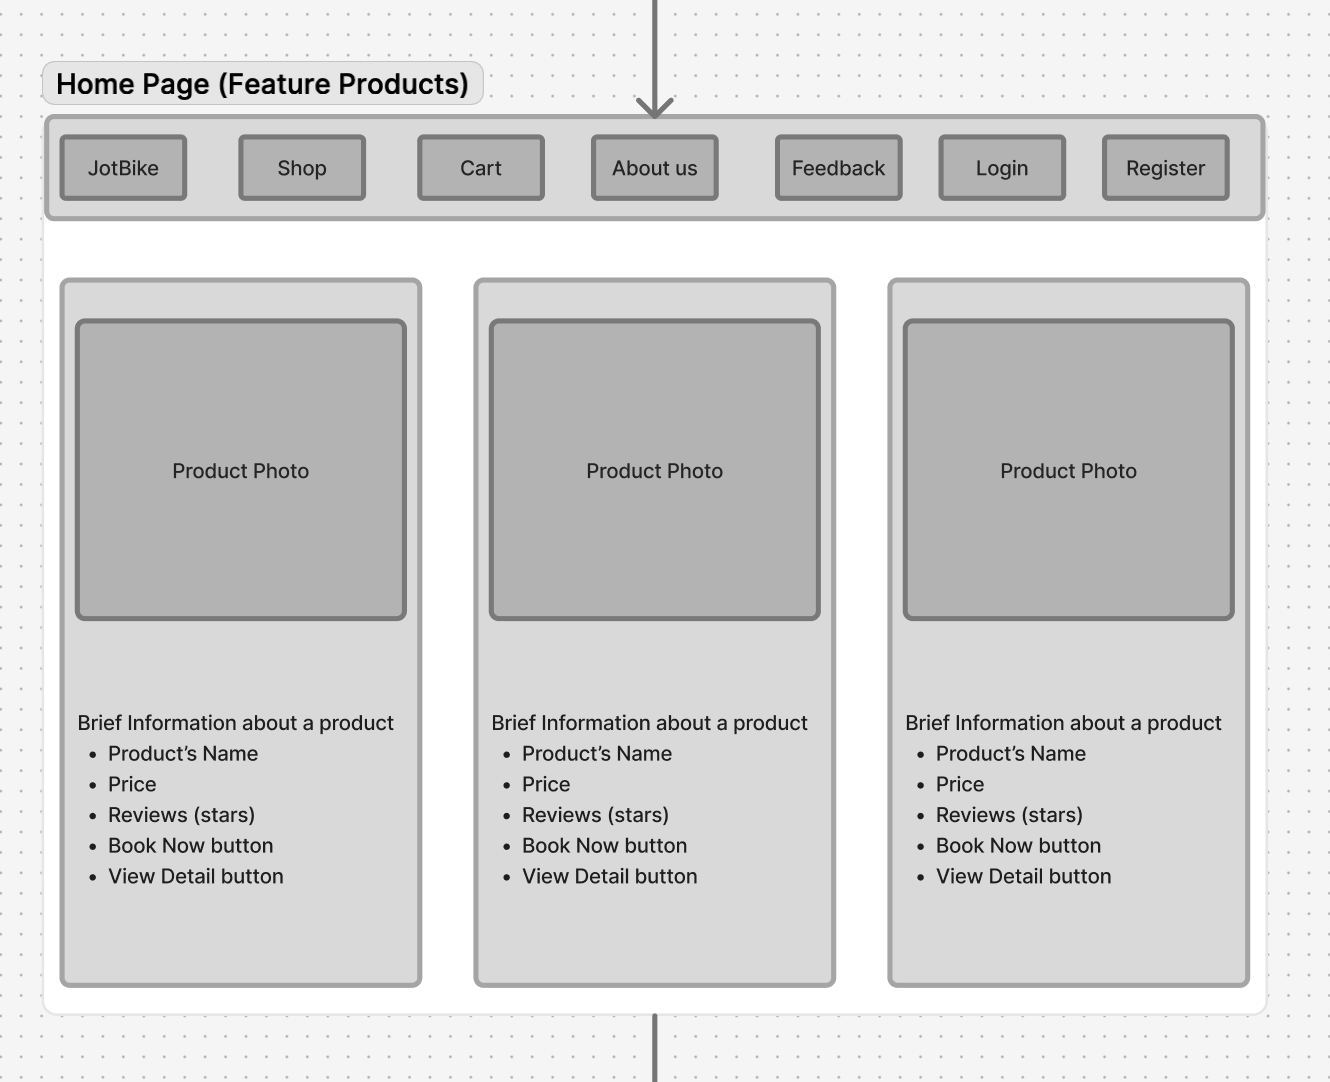 Home Page (Feature Products)
JotBike
Shop
Cart
About us
Feedback
Login
Register
Product Photo
Brief Information about a product
• Product’s Name
• Price
• Reviews (stars)
• Book Now button
• View Detail button
Product Photo
Brief Information about a product
• Product’s Name
• Price
• Reviews (stars)
• Book Now button
• View Detail button
Product Photo
Brief Information about a product
• Product’s Name
• Price
• Reviews (stars)
• Book Now button
• View Detail button